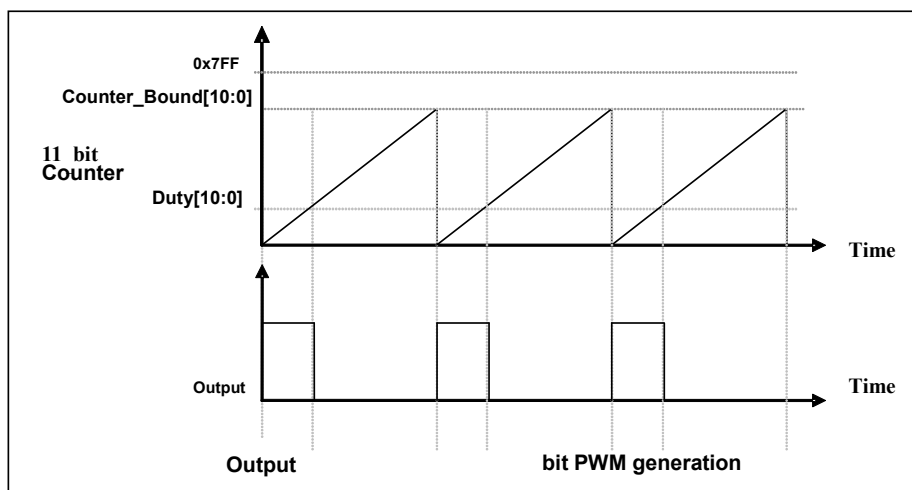 0x7FF
Counter_Bound[10:0]
11 bit
Counter
Duty[10:0]
Time
Output
Time
Output
bit PWM generation